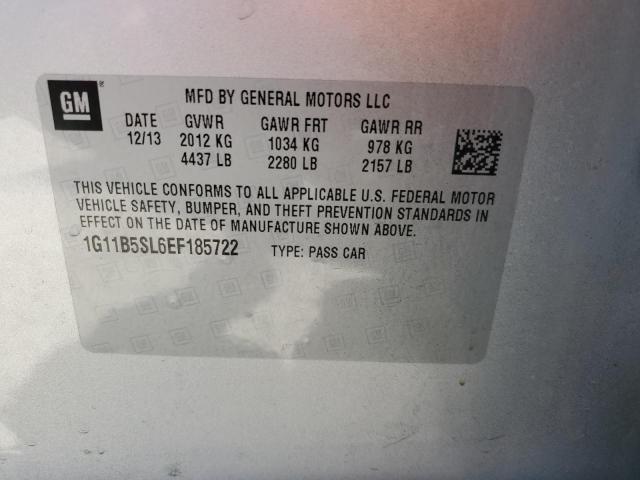 GM
®
MFD BY GENERAL MOTORS LLC
DATE GVWR GAWR FRT GAWR RR
12/13 2012 KG 1034 KG 978 KG
4437 LB 2280 LB 2157 LB
THIS VEHICLE CONFORMS TO ALL APPLICABLE U.S. FEDERAL MOTOR
VEHICLE SAFETY, BUMPER, AND THEFT PREVENTION STANDARDS IN
EFFECT ON THE DATE OF MANUFACTURE SHOWN ABOVE.
1G11B5SL6EF185722 TYPE: PASS CAR